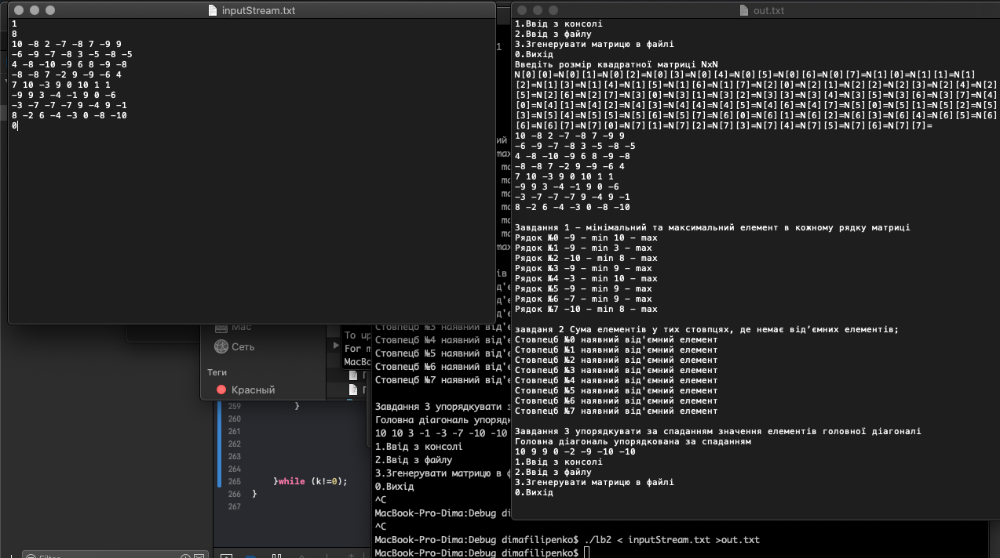 inputStream.txt
1
8
10 -8 2 -7 -8 7 -9 9
-6 -9 -7 -8 3 -5 -8 -5
4 -8 -10 -9 6 8 -9 -8
-8 -8 7 -2 9 -9 -6 4
7 10 -3 9 0 10 1 1
-9 9 3 -4 -1 9 0 -6
-3 -7 -7 -7 9 -4 9 -1
8 -2 6 -4 -3 0 -8 -10
0
out.txt
1.Ввід з консолі
2.Ввід з файлу
3.Згенерувати матрицю в файлі
0.Вихід
Введіть розмір квадратної матриці NxN
N[0][0]=N[0][1]=N[0][2]=N[0][3]=N[0][4]=N[0][5]=N[0][6]=N[0][7]=N[1][0]=N[1][1]=N[1]
[2]=N[1][3]=N[1][4]=N[1][5]=N[1][6]=N[1][7]=N[2][0]=N[2][1]=N[2][2]=N[2][3]=N[2][4]=N[2]
[5]=N[2][6]=N[2][7]=N[3][0]=N[3][1]=N[3][2]=N[3][3]=N[3][4]=N[3][5]=N[3][6]=N[3][7]=N[4]
[0]=N[4][1]=N[4][2]=N[4][3]=N[4][4]=N[4][5]=N[4][6]=N[4][7]=N[5][0]=N[5][1]=N[5][2]=N[5]
[3]=N[5][4]=N[5][5]=N[5][6]=N[5][7]=N[6][0]=N[6][1]=N[6][2]=N[6][3]=N[6][4]=N[6][5]=N[6]
[6]=N[6][7]=N[7][0]=N[7][1]=N[7][2]=N[7][3]=N[7][4]=N[7][5]=N[7][6]=N[7][7]=
10 -8 2 -7 -8 7 -9 9
-6 -9 -7 -8 3 -5 -8 -5
4 -8 -10 -9 6 8 -9 -8
-8 -8 7 -2 9 -9 -6 4
7 10 -3 9 0 10 1 1
-9 9 3 -4 -1 9 0 -6
-3 -7 -7 -7 9 -4 9 -1
8 -2 6 -4 -3 0 -8 -10
Завдання 1 - мінімальний та максимальний елемент в кожному рядку матриці
Рядок №0 -9 - min 10 - max
Рядок №1 -9 - min 3 - max
Рядок №2 -10 - min 8 - max
Рядок №3 -9 - min 9 - max
Рядок №4 -3 - min 10 - max
Рядок №5 -9 - min 9 - max
Рядок №6 -7 - min 9 - max
Рядок №7 -10 - min 8 - max
завданя 2 Сума елементів у тих стовпцях, де немає від’ємних елементів;
Стовпецб №0 наявний від'ємний елемент
Стовпецб №1 наявний від'ємний елемент
Стовпецб №2 наявний від'ємний елемент
Стовпецб №3 наявний від'ємний елемент
Стовпецб №4 наявний від'ємний елемент
Стовпецб №5 наявний від'ємний елемент
Стовпецб №6 наявний від'ємний елемент
Стовпецб №7 наявний від'ємний елемент
Завдання 3 упорядкувати за спаданням значення елементів головної діагоналі
Головна діагональ упорядкована за спаданням
10 9 9 0 -2 -9 -10 -10
1.Ввід з консолі
2.Ввід з файлу
3.Згенерувати матрицю в файлі
0.Вихід
Mac
Сеть
Теги
Красный
To up
For m
MacBo
259 }
260
261
262
263
264
265 }while (k!=0);
266 }
267
Стовпецб №3 наявний від'є
Стовпецб №4 наявний від'є
Стовпецб №5 наявний від'є
Стовпецб №6 наявний від'є
Стовпецб №7 наявний від'є
Завдання 3 упорядкувати з
Головна діагональ упорядк
10 10 3 -1 -3 -7 -10 -10
1.Ввід з консолі
2.Ввід з файлу
3.Згенерувати матрицю в ф
0.Вихід
^C
MacBook-Pro-Dima:Debug di
^C
MacBook-Pro-Dima:Debug dimafilipenko$ ./lb2 < inputStream.txt >out.txt
MacBook-Pro-Dima:Debug dimafilipenko$